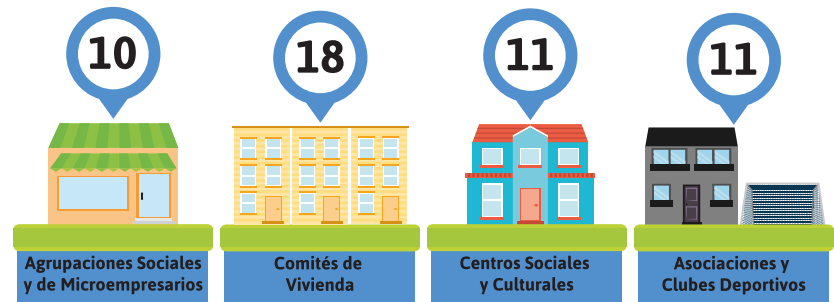 10
18
11
11
Agrupaciones Sociales
y de Microempresarios
Comités de
Vivienda
Centros Sociales
y Culturales
Asociaciones y
Clubes Deportivos